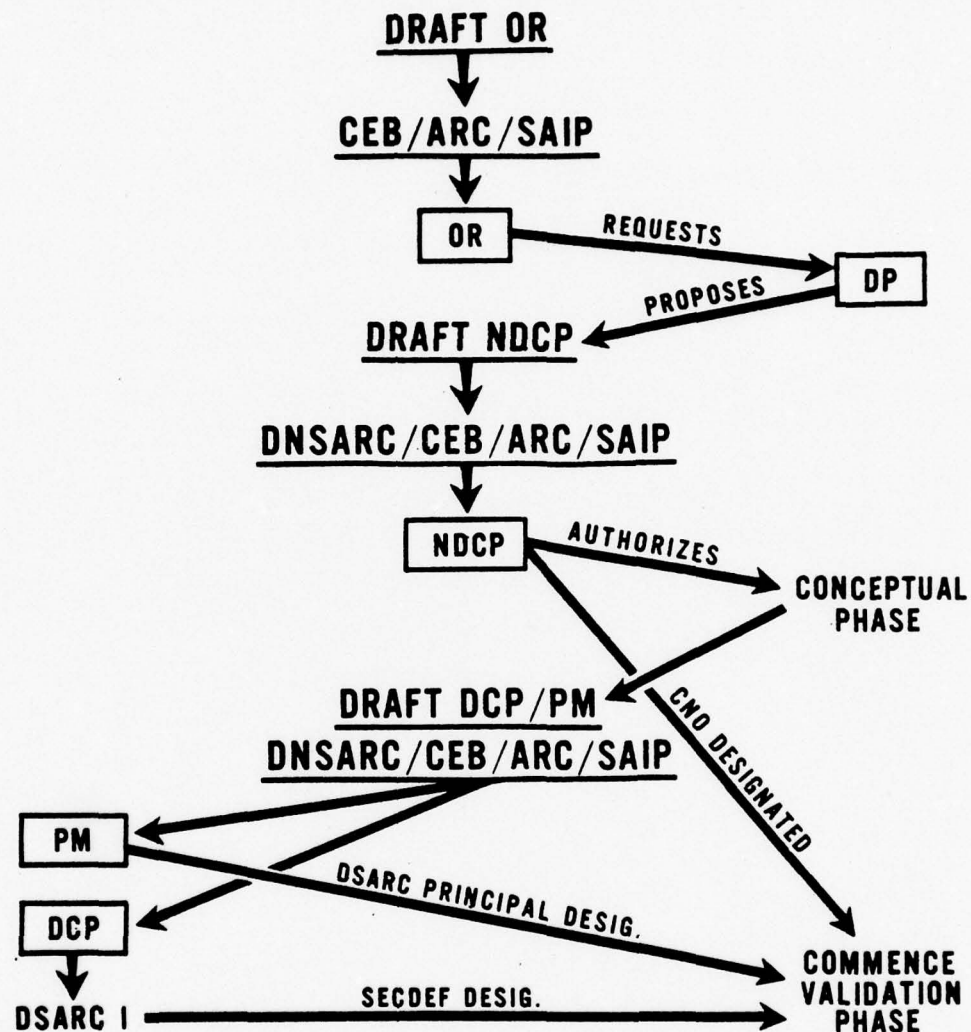 DRAFT OR
CEB/ARC/SAIP
OR
REQUESTS
DP
PROPOSES
DRAFT NDCP
DNSARC/CEB/ARC/SAIP
NDCP
AUTHORIZES
CONCEPTUAL
PHASE
DRAFT DCP/PM
DNSARC/CEB/ARC/SAIP
CNO DESIGNATED
PM
DSARC PRINCIPAL DESIG.
DCP
COMMENCE
VALIDATION
PHASE
DSARC I
SECDEF DESIG.